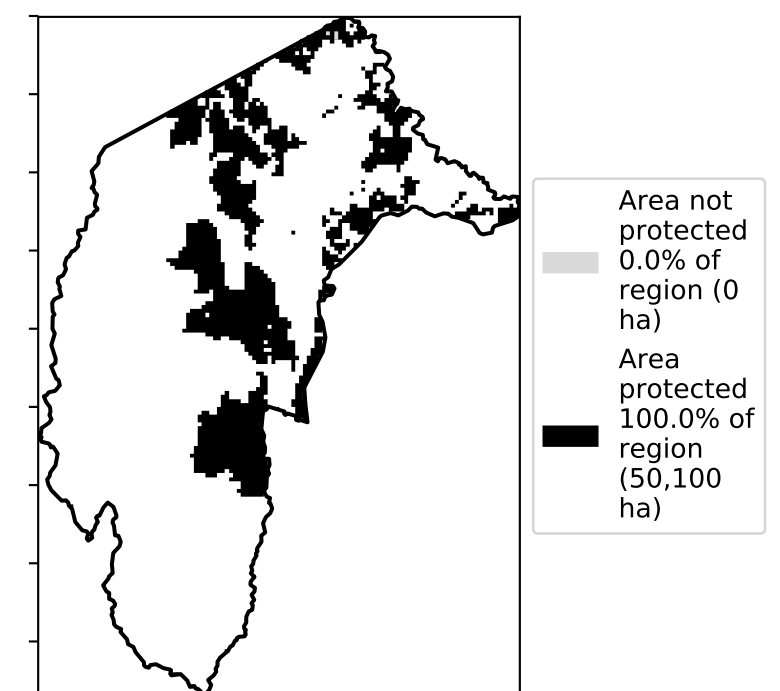 Area not
protected
0.0% of
region (0
ha)
Area
protected
100.0% of
region
(50,100
ha)